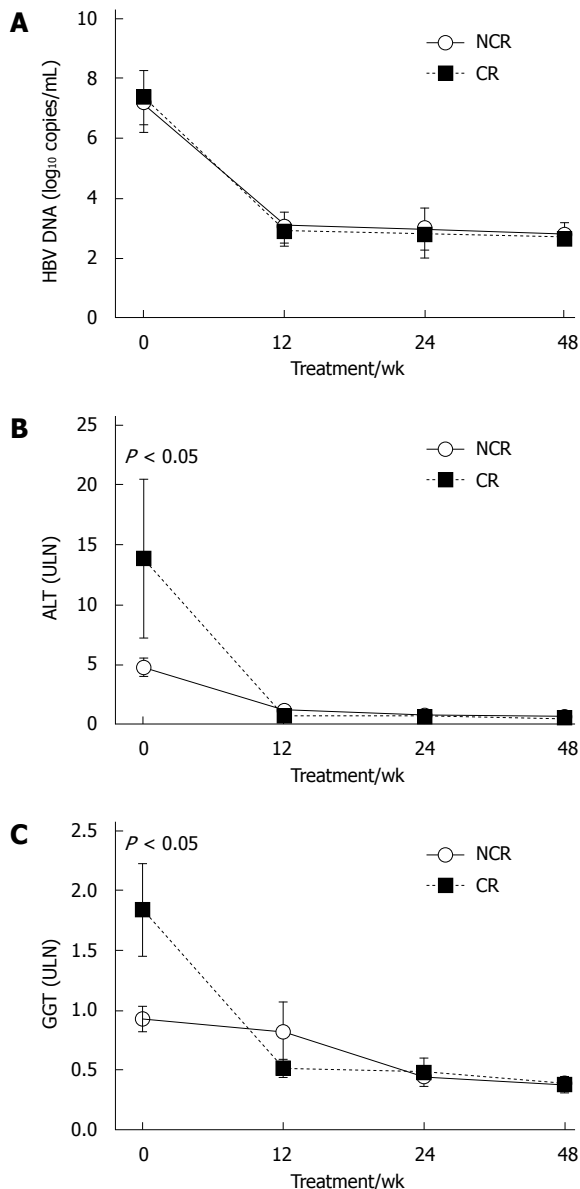 A
10
8
6
4
2
0
HBV DNA (log₁₀ copies/mL)
NCR
CR
0 12 24 48
Treatment/wk
B
25
20
15
10
5
0
ALT (ULN)
P < 0.05
NCR
CR
0 12 24 48
Treatment/wk
C
2.5
2.0
1.5
1.0
0.5
0.0
GGT (ULN)
P < 0.05
NCR
CR
0 12 24 48
Treatment/wk